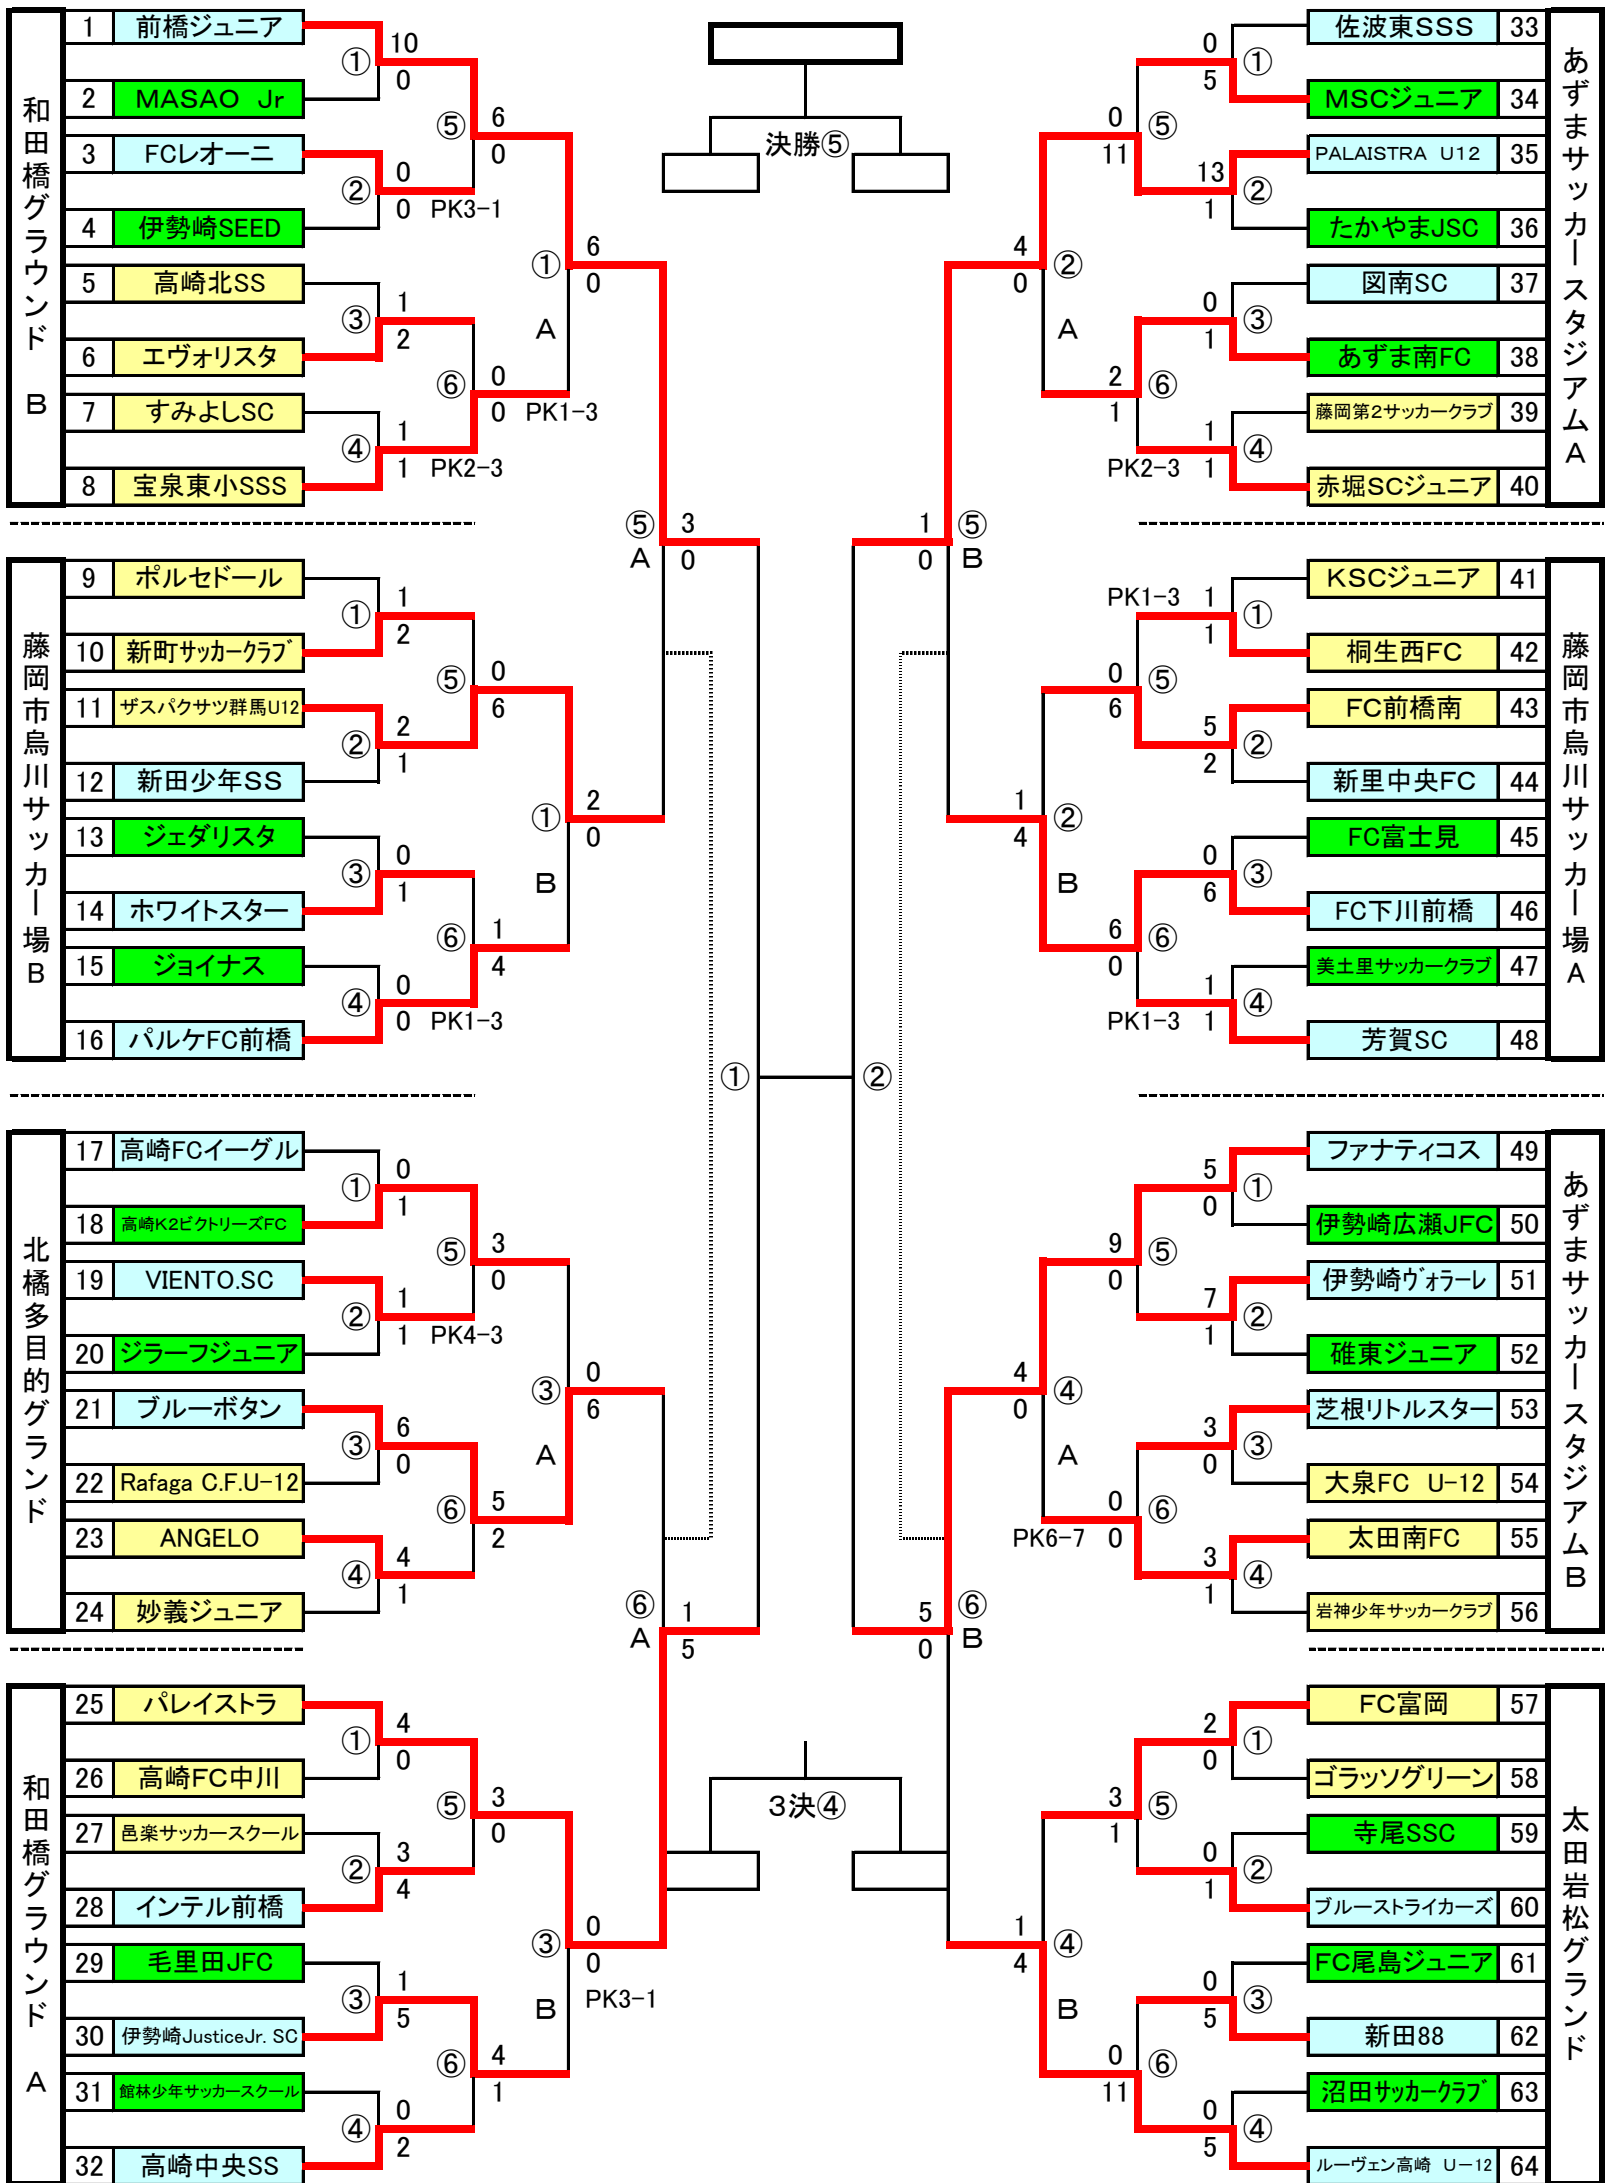 和田橋グラウンド B
1 前橋ジュニア
2 MASAO Jr
3 FCレオーニ
4 伊勢崎SEED
5 高崎北SS
6 エヴォリスタ
7 すみよしSC
8 宝泉東小SSS
① 10 0
② 0 0 PK3-1
③ 1 2
④ 1 1 PK2-3
⑤ 6 0
⑥ 0 0 PK1-3
① A 6 0
藤岡市烏川サッカー場B
9 ポルセドール
10 新町サッカークラブ
11 ザスパクサツ群馬U12
12 新田少年SS
13 ジェダリスタ
14 ホワイトスター
15 ジョイナス
16 パルケFC前橋
① 1 2
② 2 1
③ 0 1
④ 0 0 PK1-3
⑤ 0 6
⑥ 1 4
① B 2 0
⑤ A 3 0
北橘多目的グランド
17 高崎FCイーグル
18 高崎K2ビクトリーズFC
19 VIENTO.SC
20 ジラーフジュニア
21 ブルーボタン
22 Rafaga C.F.U-12
23 ANGELO
24 妙義ジュニア
① 0 1
② 1 1 PK4-3
③ 6 0
④ 4 1
⑤ 3 0
⑥ 5 2
③ A 0 6
和田橋グラウンド A
25 パレイストラ
26 高崎FC中川
27 邑楽サッカースクール
28 インテル前橋
29 毛里田JFC
30 伊勢崎JusticeJr. SC
31 館林少年サッカースクール
32 高崎中央SS
① 4 0
② 3 4
③ 1 5
④ 0 2
⑤ 3 0
⑥ 4 1
③ B 0 0 PK3-1
⑥ A 1 5
①
決勝⑤
3決④
②
あずまサッカースタジアムA
佐波東SSS 33
MSCジュニア 34
PALAISTRA U12 35
たかやまJSC 36
図南SC 37
あずま南FC 38
藤岡第2サッカークラブ 39
赤堀SCジュニア 40
0 5 ①
13 1 ②
0 1 ③
PK2-3 1 1 ④
0 11 ⑤
2 1 ⑥
4 0 ② A
藤岡市烏川サッカー場A
KSCジュニア 41
桐生西FC 42
FC前橋南 43
新里中央FC 44
FC富士見 45
FC下川前橋 46
美土里サッカークラブ 47
芳賀SC 48
PK1-3 1 1 ①
5 2 ②
0 6 ③
PK1-3 1 1 ④
0 6 ⑤
6 0 ⑥
1 4 ② B
1 0 ⑤ B
あずまサッカースタジアムB
ファナティコス 49
伊勢崎広瀬JFC 50
伊勢崎ヴォラーレ 51
碓東ジュニア 52
芝根リトルスター 53
大泉FC U-12 54
太田南FC 55
岩神少年サッカークラブ 56
5 0 ①
7 1 ②
3 0 ③
3 1 ④
9 0 ⑤
PK6-7 0 0 ⑥
4 0 ④ A
太田岩松グランド
FC富岡 57
ゴラッソグリーン 58
寺尾SSC 59
ブルーストライカーズ 60
FC尾島ジュニア 61
新田88 62
沼田サッカークラブ 63
ルーヴェン高崎 U-12 64
2 0 ①
0 1 ②
0 5 ③
0 5 ④
3 1 ⑤
0 11 ⑥
1 4 ④ B
5 0 ⑥ B